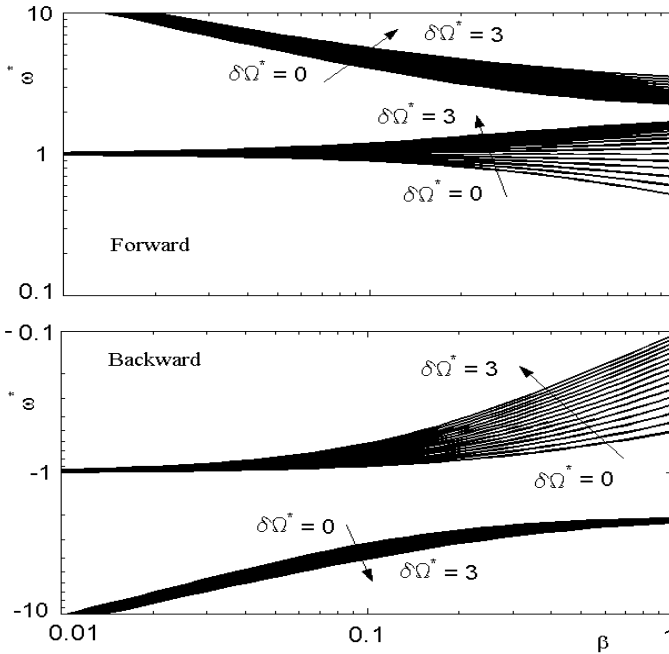 10
δΩ* = 3
δΩ* = 0
ω*
δΩ* = 3
1
δΩ* = 0
Forward
0.1
-0.1
Backward
δΩ* = 3
ω*
-1
δΩ* = 0
δΩ* = 0
δΩ* = 3
-10
0.01
0.1
β
1